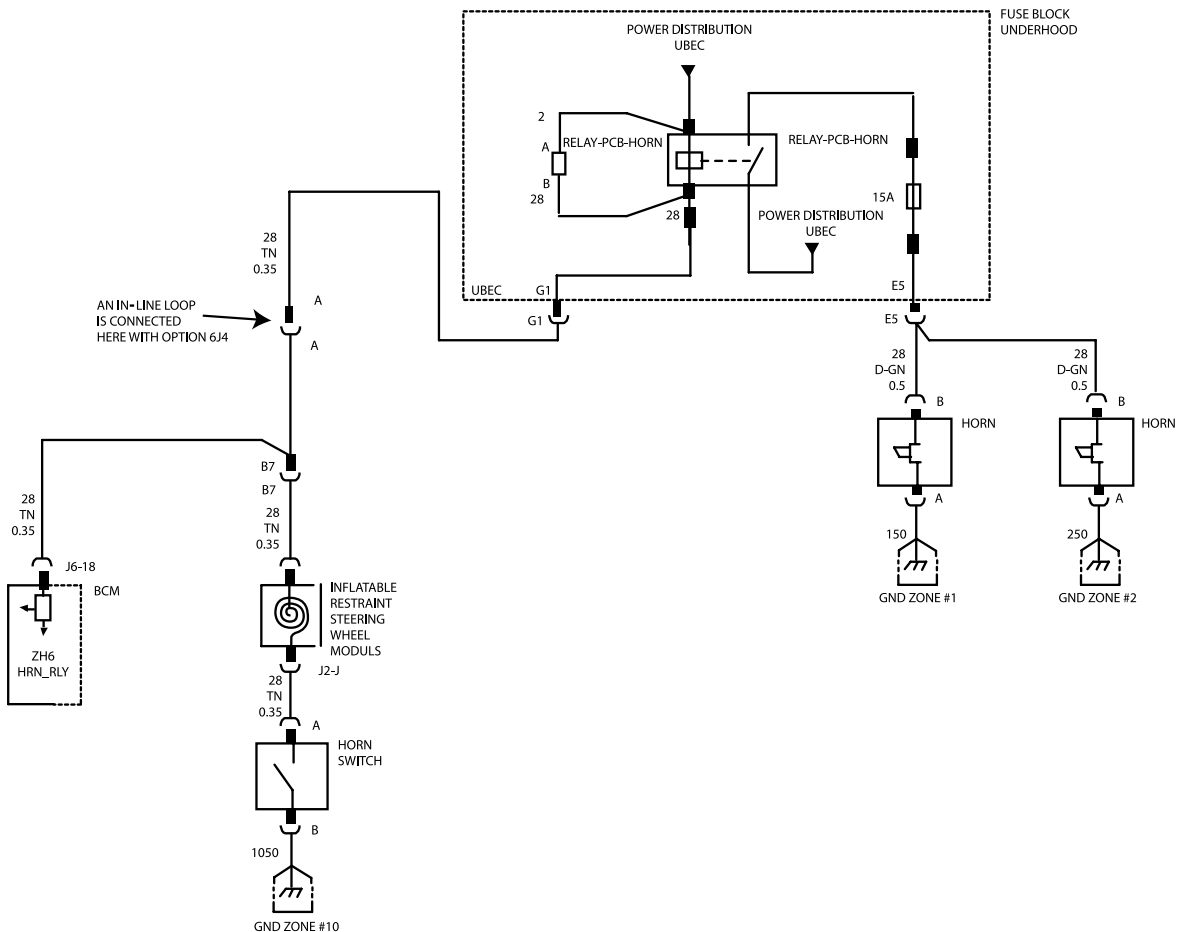 FUSE BLOCK
UNDERHOOD
POWER DISTRIBUTION
UBEC
2
A
RELAY-PCB-HORN
RELAY-PCB-HORN
B
28
28
15A
POWER DISTRIBUTION
UBEC
UBEC
G1
E5
G1
E5
28
TN
0.35
A
AN IN-LINE LOOP
IS CONNECTED
HERE WITH OPTION 6J4
A
28
D-GN
0.5
B
HORN
A
150
GND ZONE #1
28
D-GN
0.5
B
HORN
A
250
GND ZONE #2
B7
B7
28
TN
0.35
J6-18
BCM
ZH6
HRN_RLY
28
TN
0.35
INFLATABLE
RESTRAINT
STEERING
WHEEL
MODULS
J2-J
28
TN
0.35
A
HORN
SWITCH
B
1050
GND ZONE #10